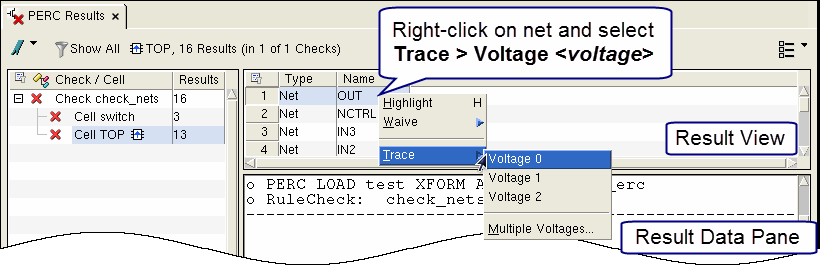 PERC Results ×
Show All TOP, 16 Results (in 1 of 1 Checks)
Right-click on net and select
Trace > Voltage <voltage>
Check / Cell Results
Check check_nets 16
Cell switch 3
Cell TOP 13
Type Name
1 Net OUT
2 Net NCTRL
3 Net IN3
4 Net IN2
Highlight H
Waive
Trace
Voltage 0
Voltage 1
Voltage 2
Multiple Voltages...
Result View
o PERC LOAD test XFORM A erc
o RuleCheck: check_nets
Result Data Pane